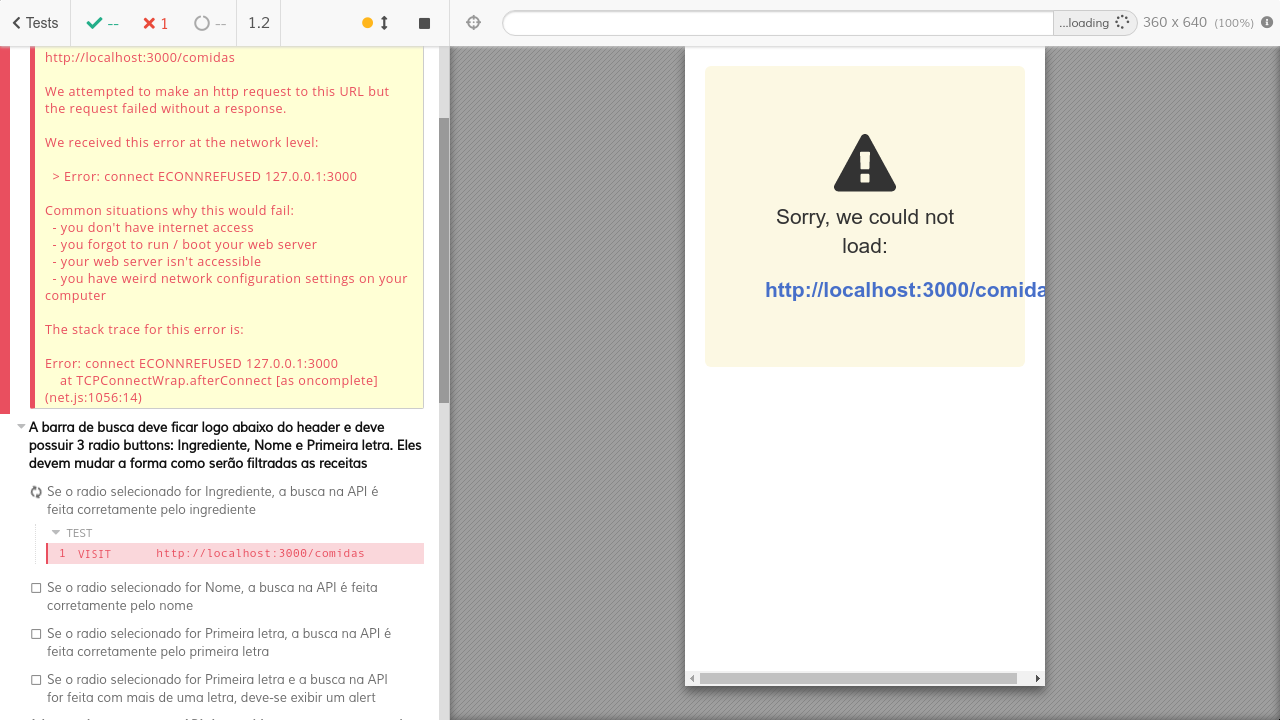 Tests
--
1
--
1.2
...loading
360 x 640 (100%)
http://localhost:3000/comidas
We attempted to make an http request to this URL but
the request failed without a response.
We received this error at the network level:
> Error: connect ECONNREFUSED 127.0.0.1:3000
Common situations why this would fail:
- you don't have internet access
- you forgot to run / boot your web server
- your web server isn't accessible
- you have weird network configuration settings on your
computer
The stack trace for this error is:
Error: connect ECONNREFUSED 127.0.0.1:3000
at TCPConnectWrap.afterConnect [as oncomplete]
(net.js:1056:14)
A barra de busca deve ficar logo abaixo do header e deve
possuir 3 radio buttons: Ingrediente, Nome e Primeira letra. Eles
devem mudar a forma como serão filtradas as receitas
Se o radio selecionado for Ingrediente, a busca na API é
feita corretamente pelo ingrediente
TEST
1 VISIT http://localhost:3000/comidas
Se o radio selecionado for Nome, a busca na API é feita
corretamente pelo nome
Se o radio selecionado for Primeira letra, a busca na API é
feita corretamente pelo primeira letra
Se o radio selecionado for Primeira letra e a busca na API
for feita com mais de uma letra, deve-se exibir um alert
Sorry, we could not
load:
http://localhost:3000/comida